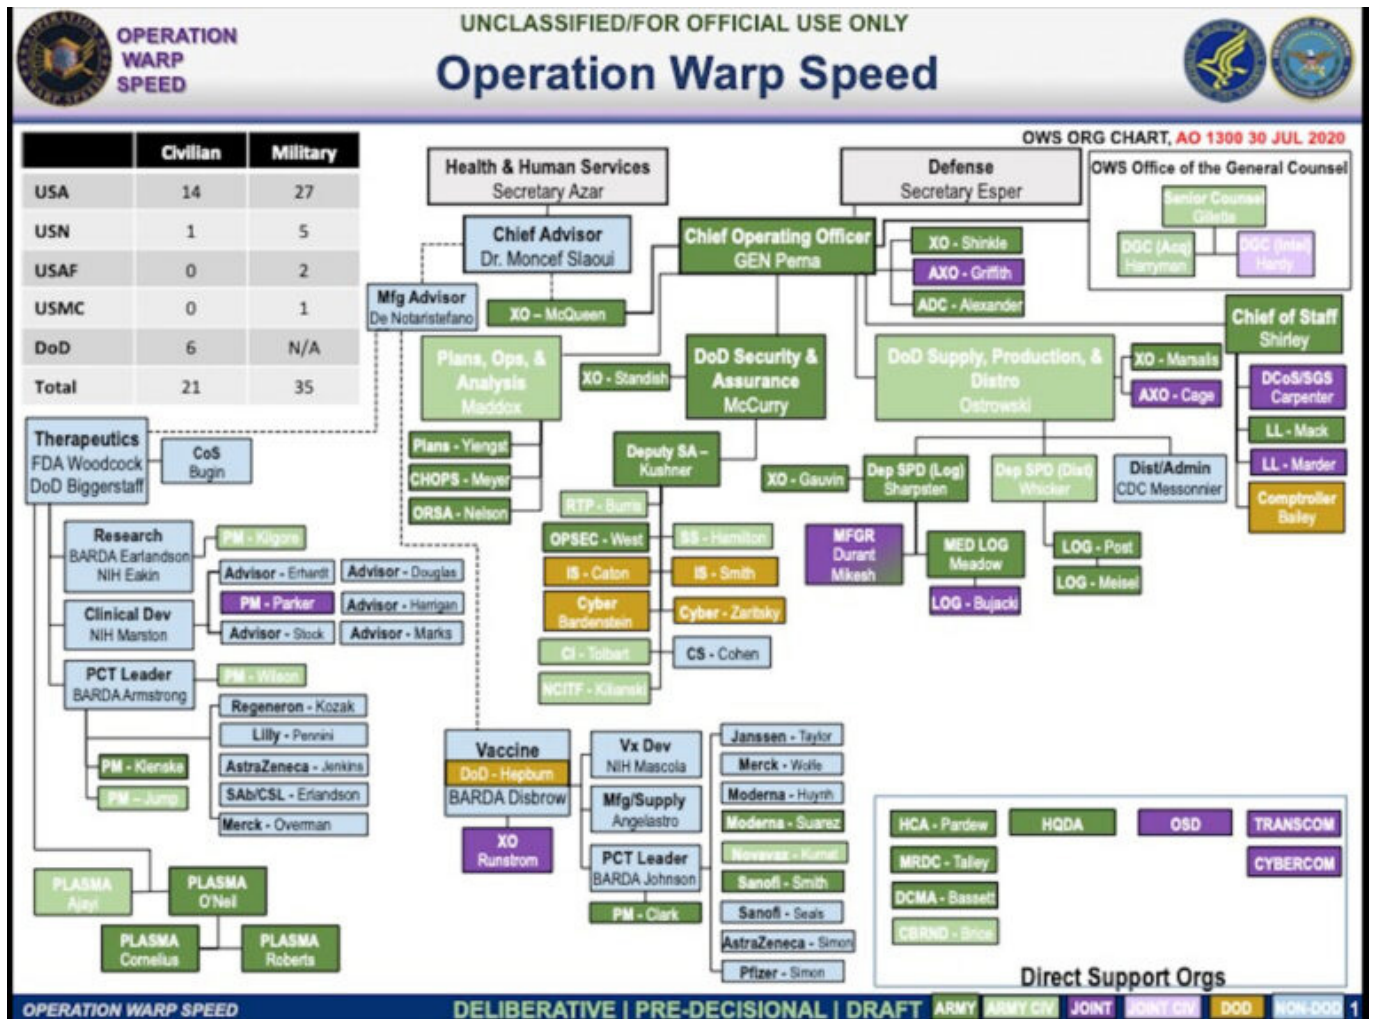 UNCLASSIFIED/FOR OFFICIAL USE ONLY
OPERATION
WARP
SPEED
Operation Warp Speed
OWS ORG CHART, AO 1300 30 JUL 2020
Civilian Military
USA 14 27
USN 1 5
USAF 0 2
USMC 0 1
DoD 6 N/A
Total 21 35
Health & Human Services
Secretary Azar
Defense
Secretary Esper
OWS Office of the General Counsel
Senior Counsel
Gillette
DGC (Acq)
Harryman
DGC (Intel)
Hardy
Chief Advisor
Dr. Moncef Slaoui
Chief Operating Officer
GEN Perna
XO - Shinkle
AXO - Griffith
ADC - Alexander
Mfg Advisor
De Notaristefano
XO – McQueen
Chief of Staff
Shirley
DCoS/SGS
Carpenter
LL - Mack
LL - Marder
Comptroller
Bailey
Plans, Ops, &
Analysis
Maddox
Plans - Yiengst
CHOPS - Meyer
ORSA - Nelson
XO - Standish
DoD Security &
Assurance
McCurry
Deputy SA –
Kushner
RTP - Burris
OPSEC - West
SS - Hamilton
IS - Caton
IS - Smith
Cyber
Bardenstein
Cyber - Zaritsky
CI - Tolbart
CS - Cohen
NCITF - Kilianski
DoD Supply, Production, &
Distro
Ostrowski
XO - Marsalis
AXO - Cage
XO - Gauvin
Dep SPD (Log)
Sharpsten
Dep SPD (Dist)
Whicker
Dist/Admin
CDC Messonnier
MFGR
Durant
Mikesh
MED LOG
Meadow
LOG - Bujacki
LOG - Post
LOG - Meisel
Therapeutics
FDA Woodcock
DoD Biggerstaff
CoS
Bugin
Research
BARDA Earlandson
NIH Eakin
PM - Kilgore
Clinical Dev
NIH Marston
Advisor - Erhardt
Advisor - Douglas
PM - Parker
Advisor - Harrigan
Advisor - Stock
Advisor - Marks
PCT Leader
BARDA Armstrong
PM - Wilson
Regeneron - Kozak
Lilly - Pennini
AstraZeneca - Jenkins
SAb/CSL - Erlandson
Merck - Overman
PM - Klenske
PM – Jump
PLASMA
Ajayi
PLASMA
O'Neil
PLASMA
Cornelius
PLASMA
Roberts
Vaccine
DoD - Hepburn
BARDA Disbrow
XO
Runstrom
Vx Dev
NIH Mascola
Mfg/Supply
Angelastro
PCT Leader
BARDA Johnson
PM - Clark
Janssen - Taylor
Merck - Wolfe
Moderna - Huynh
Moderna - Suarez
Novavax - Kumat
Sanofi - Smith
Sanofi - Seals
AstraZeneca - Simon
Pfizer - Simon
HCA - Pardew
HQDA
OSD
TRANSCOM
MRDC - Talley
CYBERCOM
DCMA - Bassett
CBRND - Brice
Direct Support Orgs
OPERATION WARP SPEED
DELIBERATIVE | PRE-DECISIONAL | DRAFT
ARMY ARMY CIV JOINT JOINT CIV DOD NON-DOD 1